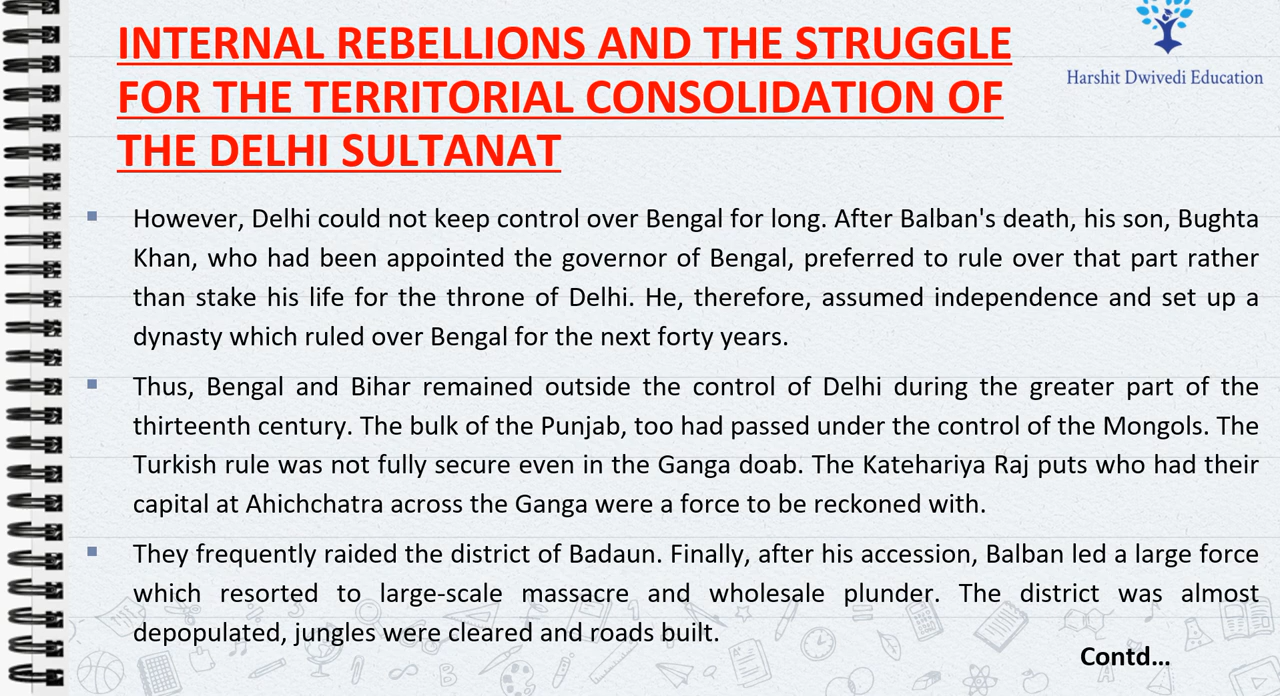 INTERNAL REBELLIONS AND THE STRUGGLE
FOR THE TERRITORIAL CONSOLIDATION OF
THE DELHI SULTANAT
Harshit Dwivedi Education
However, Delhi could not keep control over Bengal for long. After Balban's death, his son, Bughta
Khan, who had been appointed the governor of Bengal, preferred to rule over that part rather
than stake his life for the throne of Delhi. He, therefore, assumed independence and set up a
dynasty which ruled over Bengal for the next forty years.
Thus, Bengal and Bihar remained outside the control of Delhi during the greater part of the
thirteenth century. The bulk of the Punjab, too had passed under the control of the Mongols. The
Turkish rule was not fully secure even in the Ganga doab. The Katehariya Raj puts who had their
capital at Ahichchatra across the Ganga were a force to be reckoned with.
They frequently raided the district of Badaun. Finally, after his accession, Balban led a large force
which resorted to large-scale massacre and wholesale plunder. The district was almost
depopulated, jungles were cleared and roads built.
Contd...